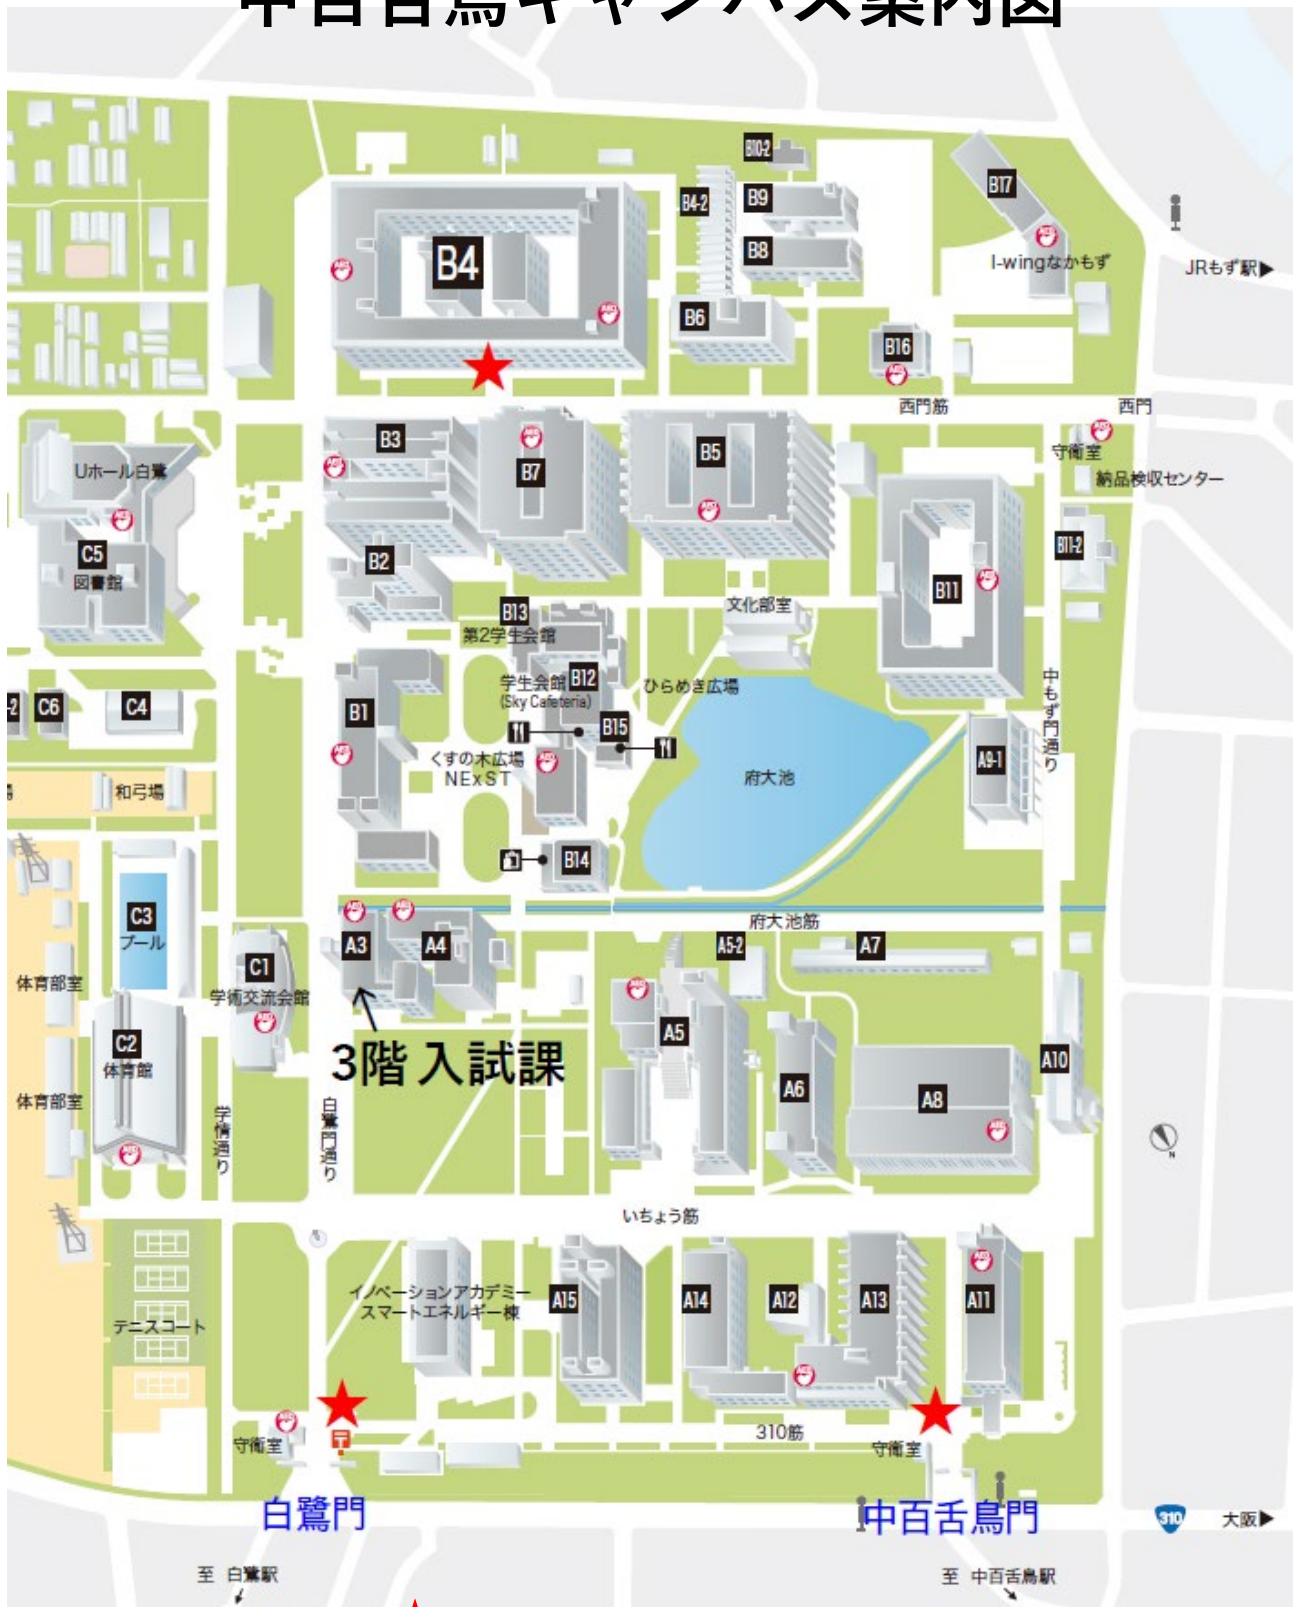 中百舌鳥キャンパス案内図
B10-2
B17
B4-2
B9
B8
B4
I-wingなかもず
JRもず駅▶
B6
B16
西門筋
西門
B3
B7
B5
守衛室
納品検収センター
Uホール白鷺
C5
図書館
B2
B11-2
B11
B13
第2学生会館
文化部室
学生会館
(Sky Cafeteria)
B12
ひらめき広場
-2
C6
C4
B1
B15
中もず門通り
くすの木広場
NExST
府大池
A9-1
場
和弓場
B14
C3
プール
府大池筋
A3
A4
A5-2
A7
体育部室
C1
学術交流会館
3階 入試課
A5
C2
体育館
A10
A6
A8
体育部室
学情通り
白鷺門通り
N
いちょう筋
イノベーションアカデミー
スマートエネルギー棟
A15
A14
A12
A13
A11
テニスコート
守衛室
310筋
守衛室
白鷺門
中百舌鳥門
310
大阪▶
至 白鷺駅
至 中百舌鳥駅